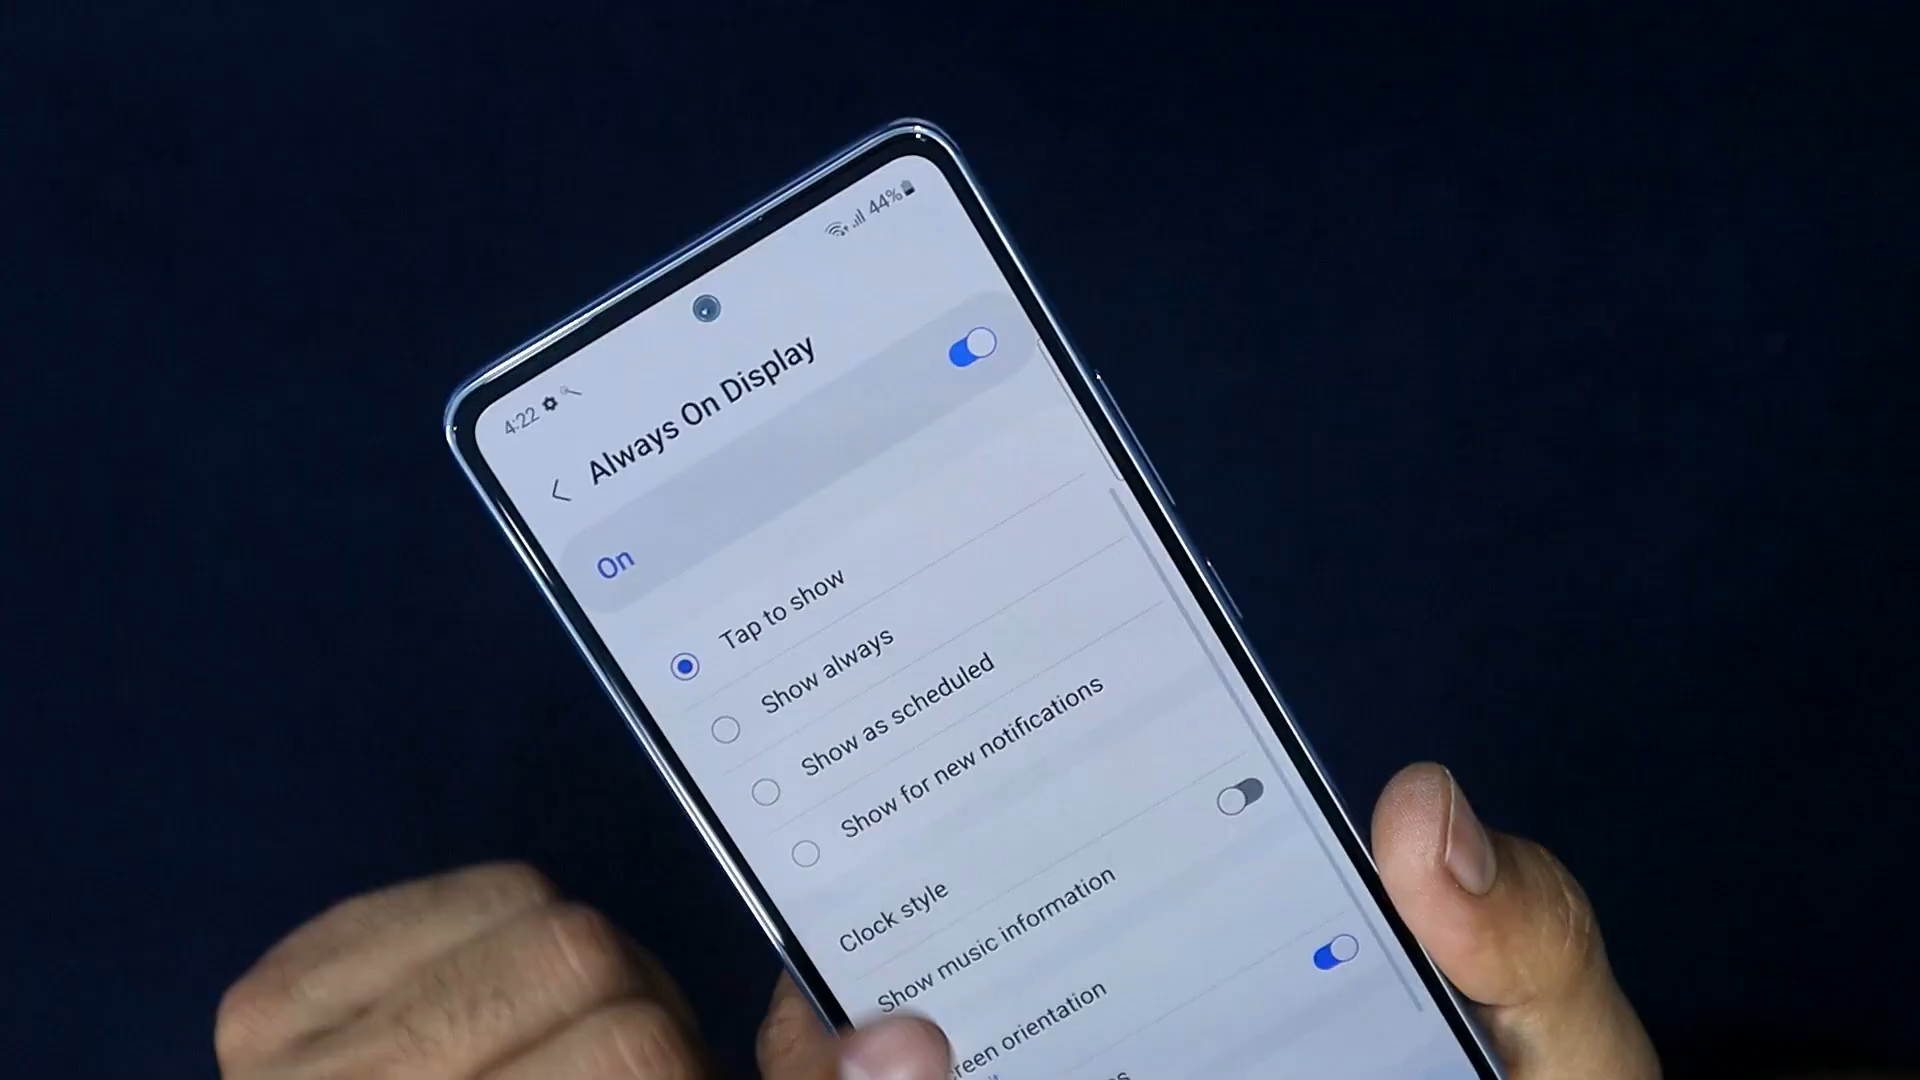 4:22
44%
Always On Display
On
Tap to show
Show always
Show as scheduled
Show for new notifications
Clock style
Show music information
reen orientation